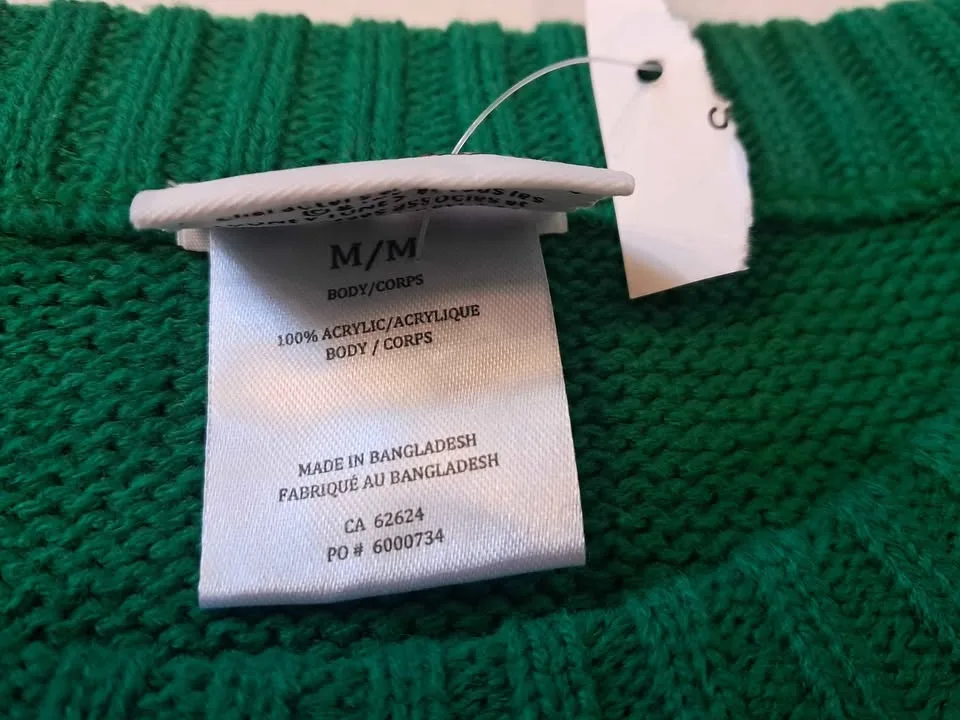 M/M
BODY/CORPS
100% ACRYLIC/ACRYLIQUE
BODY / CORPS
MADE IN BANGLADESH
FABRIQUÉ AU BANGLADESH
CA 62624
PO # 6000734